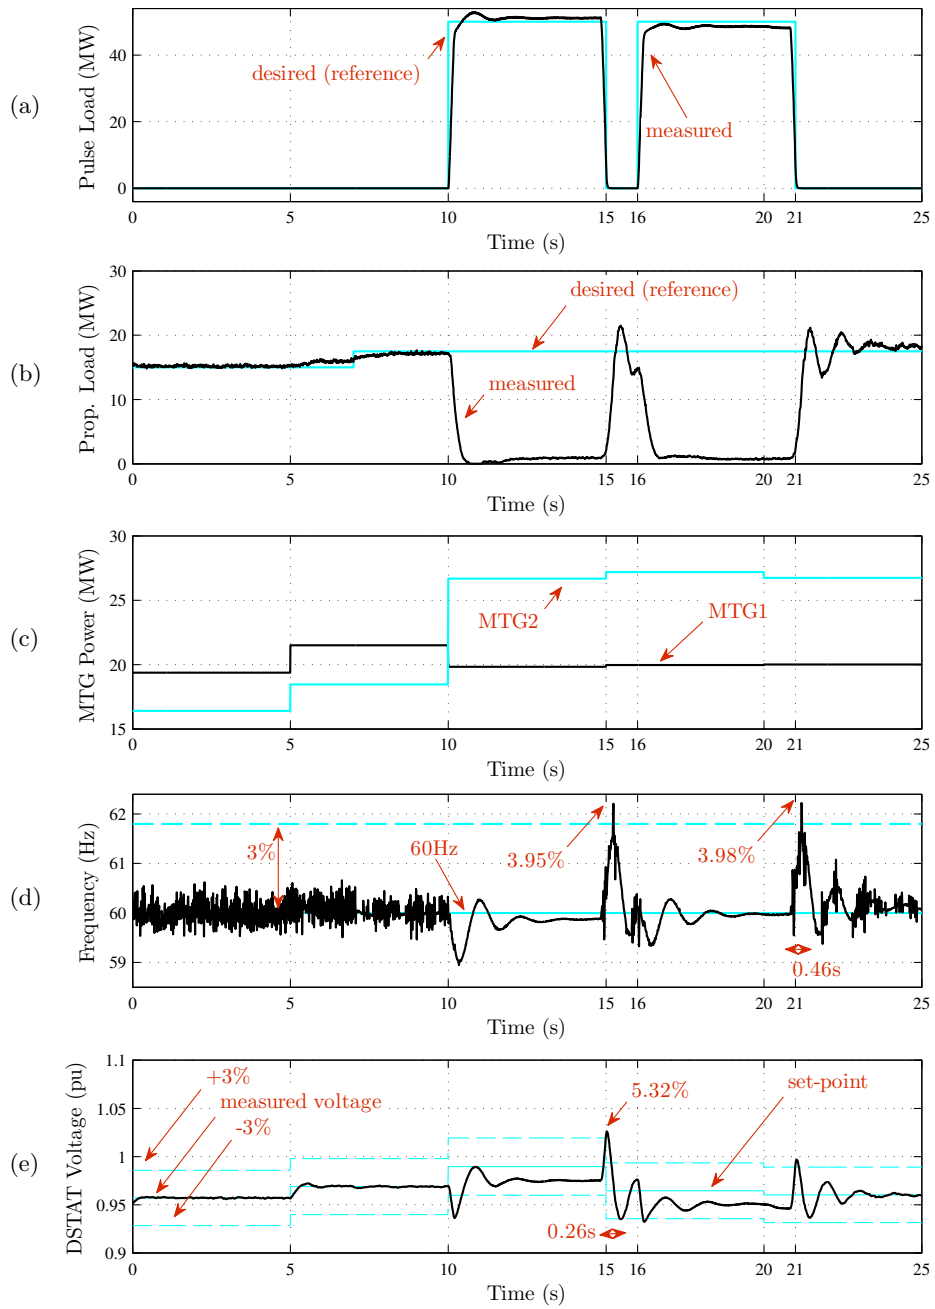 (a)
Pulse Load (MW)
40
20
0
desired (reference)
measured
0 5 10 15 16 20 21 25
Time (s)
(b)
Prop. Load (MW)
30
20
10
0
desired (reference)
measured
0 5 10 15 16 20 21 25
Time (s)
(c)
MTG Power (MW)
30
25
20
15
MTG2
MTG1
0 5 10 15 16 20 21 25
Time (s)
(d)
Frequency (Hz)
62
61
60
59
3%
60Hz
3.95%
3.98%
0.46s
0 5 10 15 16 20 21 25
Time (s)
(e)
DSTAT Voltage (pu)
1.1
1.05
1
0.95
0.9
+3%
measured voltage
-3%
5.32%
set-point
0.26s
0 5 10 15 16 20 21 25
Time (s)